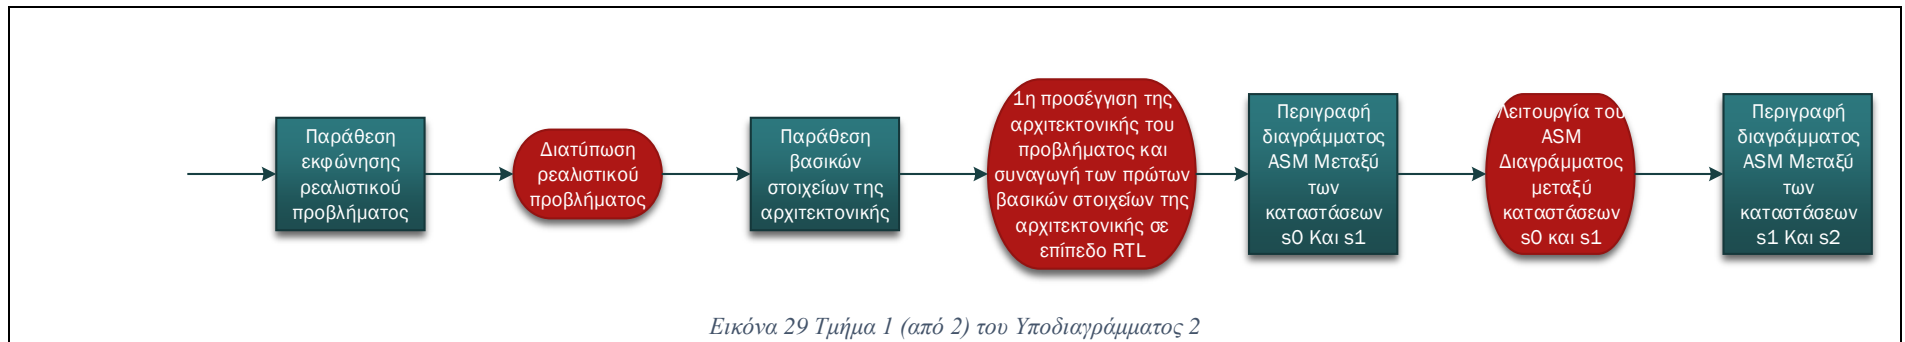 Παράθεση
εκφώνησης
ρεαλιστικού
προβλήματος
Διατύπωση
ρεαλιστικού
προβλήματος
Παράθεση
βασικών
στοιχείων της
αρχιτεκτονικής
1η προσέγγιση της
αρχιτεκτονικής του
προβλήματος και
συναγωγή των πρώτων
βασικών στοιχείων της
αρχιτεκτονικής σε
επίπεδο RTL
Περιγραφή
διαγράμματος
ASM Μεταξύ
των
καταστάσεων
s0 Και s1
Λειτουργία του
ASM
Διαγράμματος
μεταξύ
καταστάσεων
s0 και s1
Περιγραφή
διαγράμματος
ASM Μεταξύ
των
καταστάσεων
s1 Και s2
Εικόνα 29 Τμήμα 1 (από 2) του Υποδιαγράμματος 2